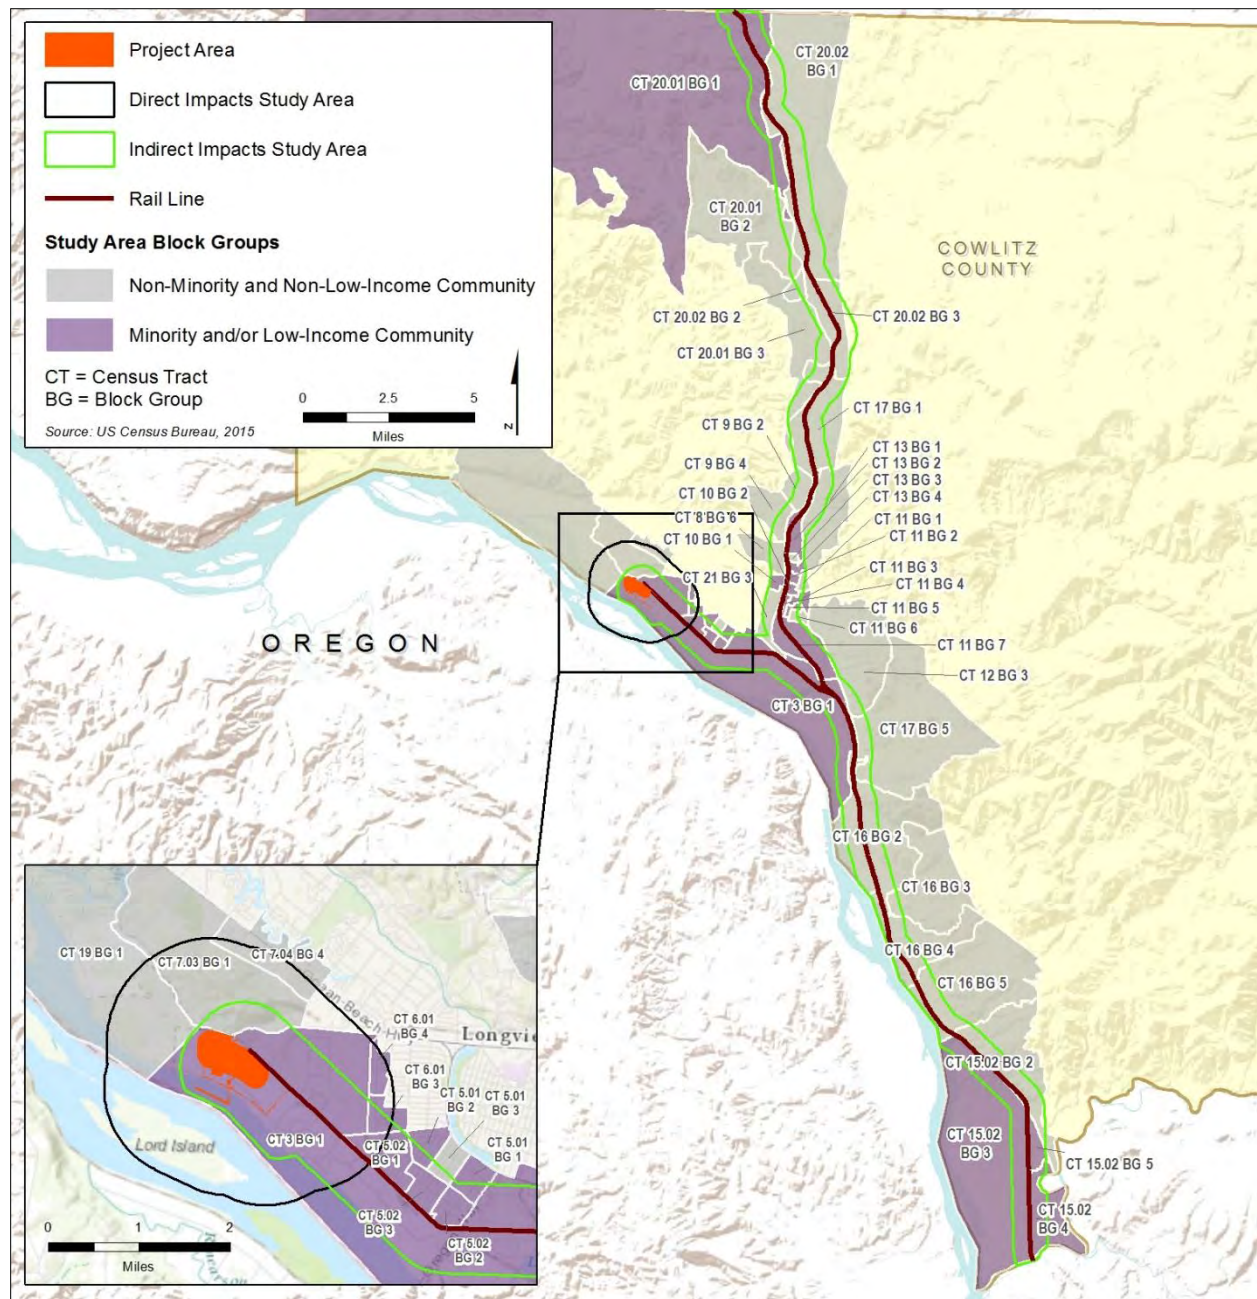 Project Area
Direct Impacts Study Area
Indirect Impacts Study Area
Rail Line
Study Area Block Groups
Non-Minority and Non-Low-Income Community
Minority and/or Low-Income Community
CT = Census Tract
BG = Block Group
Source: US Census Bureau, 2015
0 2.5 5
Miles
N
CT 20.02
BG 1
CT 20.01 BG 1
CT 20.01
BG 2
COWLITZ
COUNTY
CT 20.02 BG 2
CT 20.02 BG 3
CT 20.01 BG 3
CT 17 BG 1
CT 9 BG 2
CT 13 BG 1
CT 13 BG 2
CT 9 BG 4
CT 13 BG 3
CT 10 BG 2
CT 13 BG 4
CT 8 BG 6
CT 11 BG 1
CT 10 BG 1
CT 11 BG 2
CT 21 BG 3
CT 11 BG 3
CT 11 BG 4
CT 11 BG 5
CT 11 BG 6
CT 11 BG 7
OREGON
CT 12 BG 3
CT 3 BG 1
CT 17 BG 5
CT 16 BG 2
CT 16 BG 3
CT 16 BG 4
CT 16 BG 5
CT 15.02 BG 2
CT 15.02
BG 3
CT 15.02 BG 5
CT 15.02
BG 4
CT 19 BG 1
CT 7.03 BG 1
CT 7.04 BG 4
CT 6.01
BG 4
CT 6.01
BG 3
CT 5.01
BG 2
CT 5.01
BG 3
CT 5.01
BG 1
CT 3 BG 1
CT 5.02
BG 1
Lord Island
CT 5.02
BG 3
CT 5.02
BG 2
0 1 2
Miles